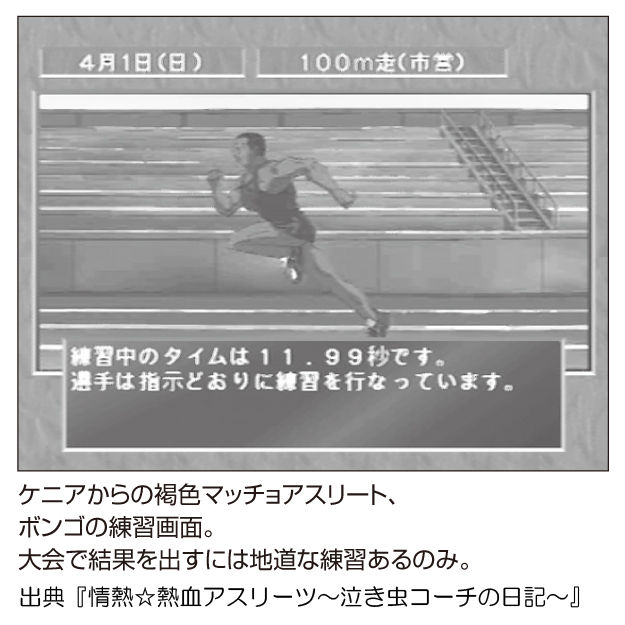 4月1日(日)
100m走(市営)
練習中のタイムは11.99秒です。
選手は指示どおりに練習を行なっています。
ケニアからの褐色マッチョアスリート、
ボンゴの練習画面。
大会で結果を出すには地道な練習あるのみ。
出典『情熱☆熱血アスリーツ〜泣き虫コーチの日記〜』